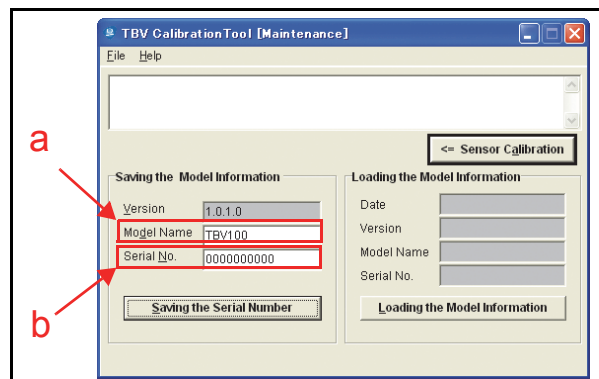 TBV CalibrationTool [Maintenance]
File Help
<= Sensor Calibration
a
Saving the Model Information
Version 1.0.1.0
Model Name TBV100
Serial No. 0000000000
Saving the Serial Number
b
Loading the Model Information
Date
Version
Model Name
Serial No.
Loading the Model Information